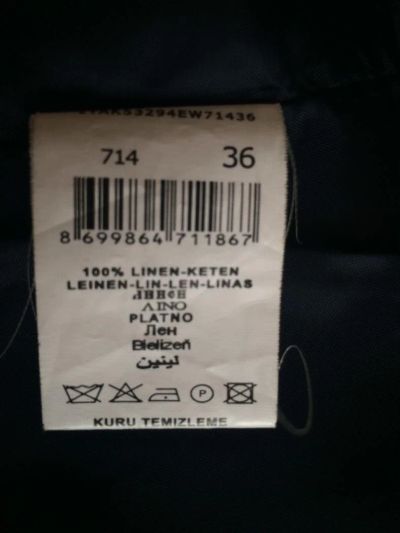 714 36
8 699864 711867
100% LINEN-KETEN
LEINEN-LIN-LEN-LINAS
ΛΙΝΟ
PLATNO
Лен
Bielizeń
لينين
P
KURU TEMIZLEME